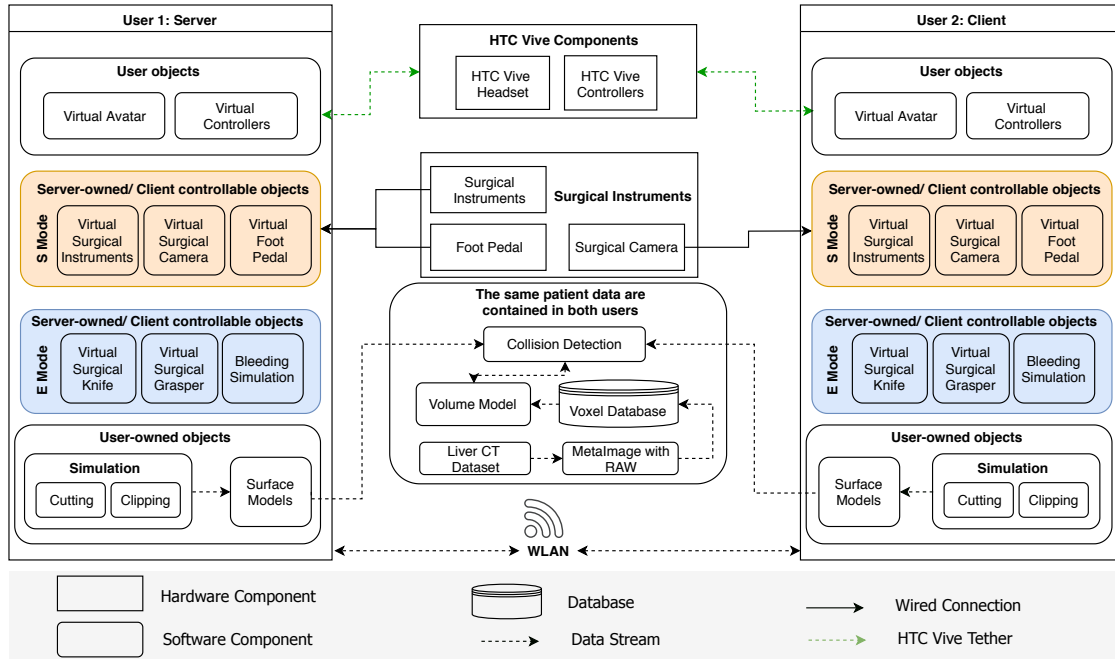 User 1: Server
User objects
Virtual Avatar
Virtual
Controllers
Server-owned/ Client controllable objects
S Mode
Virtual
Surgical
Instruments
Virtual
Surgical
Camera
Virtual
Foot
Pedal
Server-owned/ Client controllable objects
E Mode
Virtual
Surgical
Knife
Virtual
Surgical
Grasper
Bleeding
Simulation
User-owned objects
Simulation
Cutting
Clipping
Surface
Models
HTC Vive Components
HTC Vive
Headset
HTC Vive
Controllers
Surgical
Instruments
Surgical Instruments
Foot Pedal
Surgical Camera
The same patient data are
contained in both users
Collision Detection
Volume Model
Voxel Database
Liver CT
Dataset
MetaImage with
RAW
WLAN
User 2: Client
User objects
Virtual Avatar
Virtual
Controllers
Server-owned/ Client controllable objects
S Mode
Virtual
Surgical
Instruments
Virtual
Surgical
Camera
Virtual
Foot
Pedal
Server-owned/ Client controllable objects
E Mode
Virtual
Surgical
Knife
Virtual
Surgical
Grasper
Bleeding
Simulation
User-owned objects
Surface
Models
Simulation
Cutting
Clipping
Hardware Component
Software Component
Database
Data Stream
Wired Connection
HTC Vive Tether